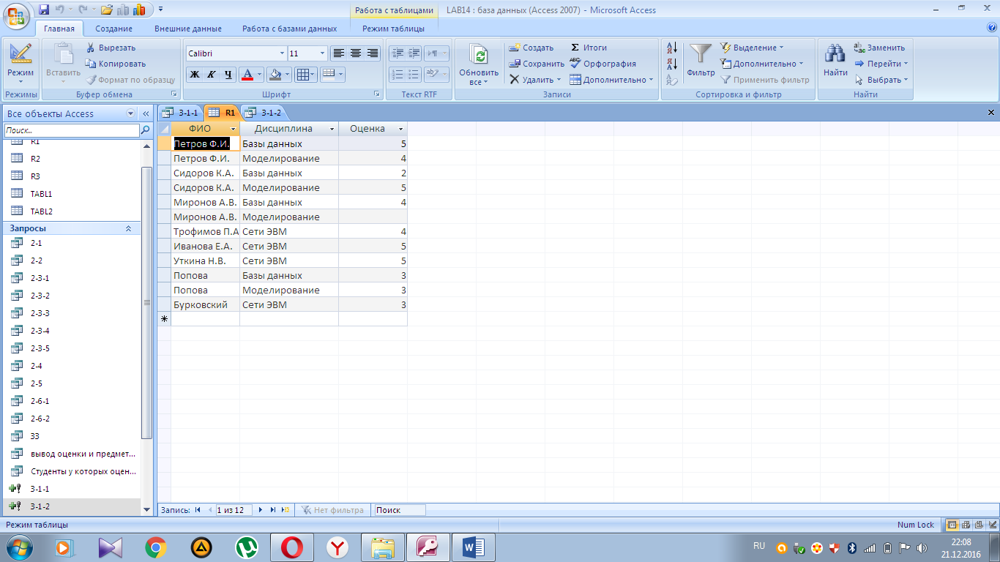 Работа с таблицами LAB14 : база данных (Access 2007) - Microsoft Access
Главная Создание Внешние данные Работа с базами данных Режим таблицы
Режим
Режимы
Вставить
Вырезать
Копировать
Формат по образцу
Буфер обмена
Calibri 11
Ж К Ч А
Шрифт
Текст RTF
Обновить все
Создать
Сохранить
Удалить
Итоги
Орфография
Дополнительно
Записи
Фильтр
Выделение
Дополнительно
Применить фильтр
Сортировка и фильтр
Найти
Заменить
Перейти
Выбрать
Найти
Все объекты Access
Поиск...
R1
R2
R3
TABL1
TABL2
Запросы
2-1
2-2
2-3-1
2-3-2
2-3-3
2-3-4
2-3-5
2-4
2-5
2-6-1
2-6-2
33
вывод оценки и предмет...
Студенты у которых оцен...
3-1-1
3-1-2
3-1-1 R1 3-1-2
ФИО Дисциплина Оценка
Петров Ф.И. Базы данных 5
Петров Ф.И. Моделирование 4
Сидоров К.А. Базы данных 2
Сидоров К.А. Моделирование 5
Миронов А.В. Базы данных 4
Миронов А.В. Моделирование
Трофимов П.А Сети ЭВМ 4
Иванова Е.А. Сети ЭВМ 5
Уткина Н.В. Сети ЭВМ 5
Попова Базы данных 3
Попова Моделирование 3
Бурковский Сети ЭВМ 3
Запись: 1 из 12 Нет фильтра Поиск
Режим таблицы Num Lock
RU 22:08
21.12.2016